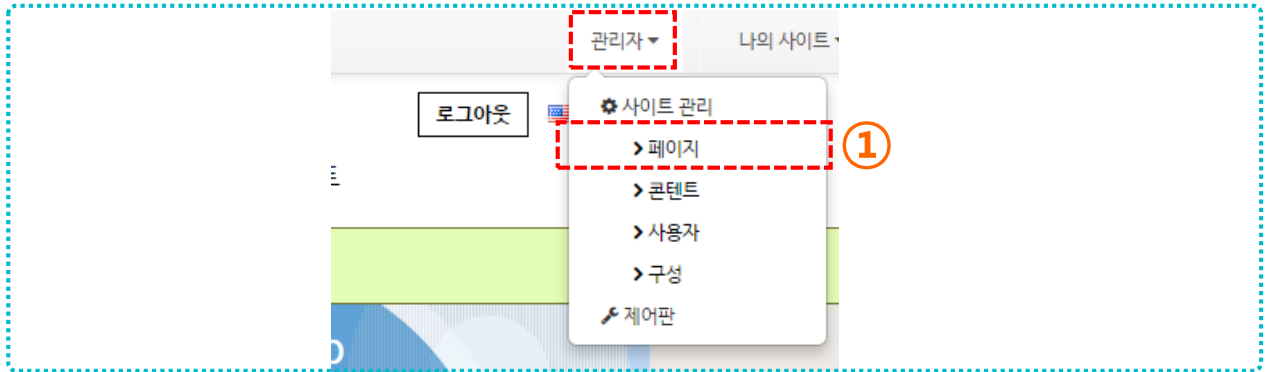 관리자 나의 사이트
로그아웃
사이트 관리
페이지
①
콘텐트
사용자
구성
제어판